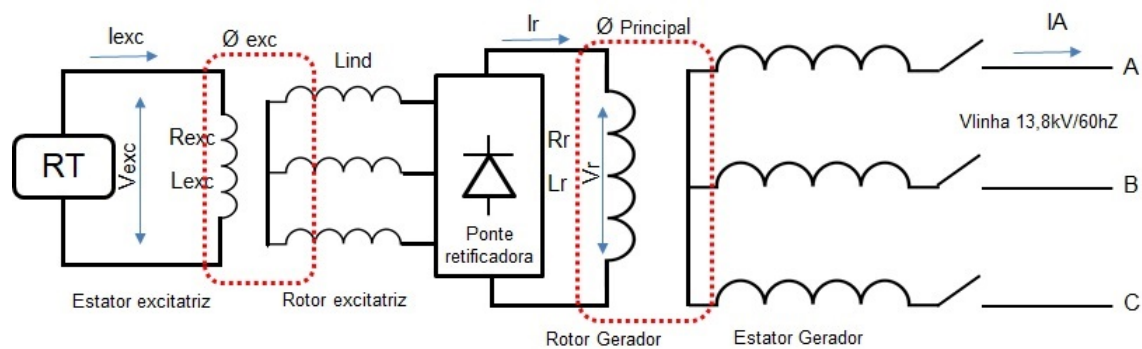 Iexc
Ø exc
Lind
Ir
Ø Principal
IA
A
RT
Vexc
Rexc
Lexc
Rr
Lr
Vr
Vlinha 13,8kV/60hZ
B
Ponte
retificadora
C
Estator excitatriz
Rotor excitatriz
Rotor Gerador
Estator Gerador